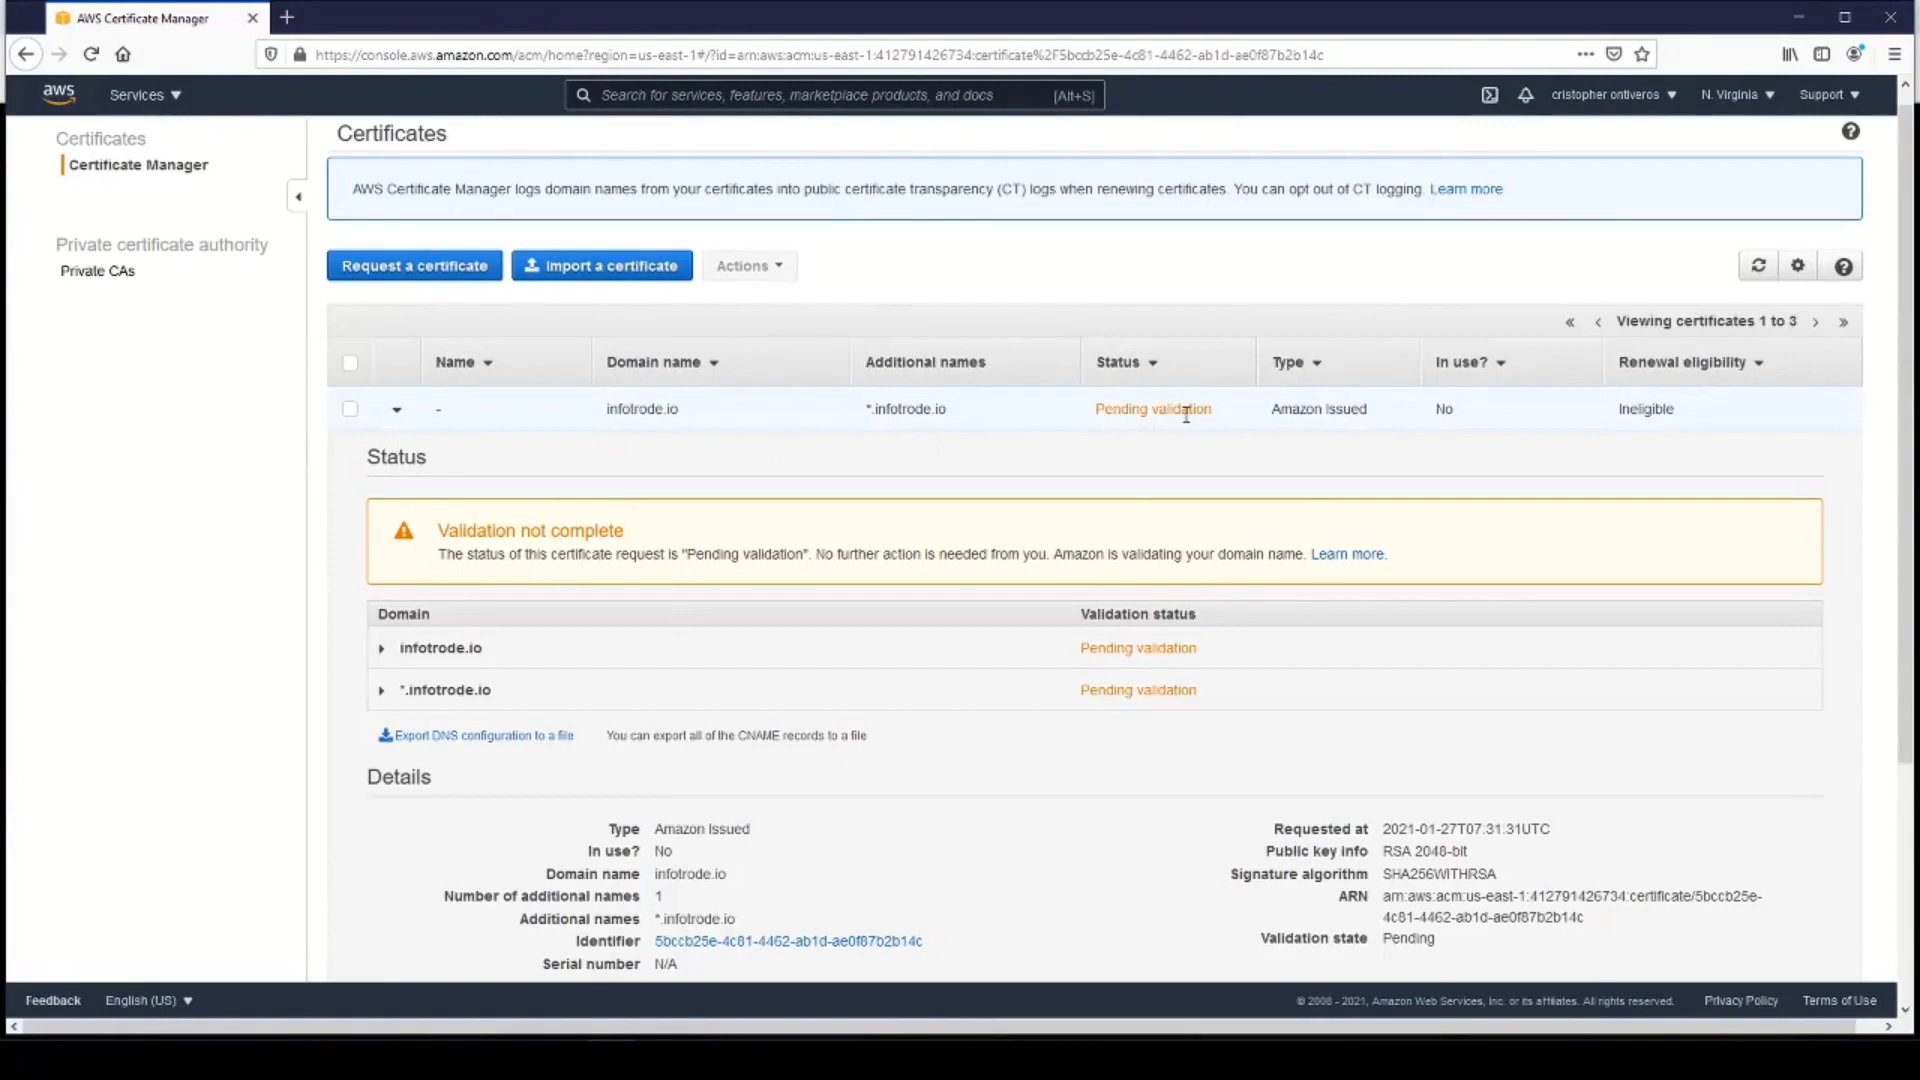 AWS Certificate Manager
https://console.aws.amazon.com/acm/home?region=us-east-1#/?id=arn:aws:acm:us-east-1:412791426734:certificate%2F5bccb25e-4c81-4462-ab1d-ae0f87b2b14c
aws
Services
Search for services, features, marketplace products, and docs
[Alt+S]
cristopher ontiveros
N. Virginia
Support
Certificates
Certificate Manager
Private certificate authority
Private CAs
Certificates
AWS Certificate Manager logs domain names from your certificates into public certificate transparency (CT) logs when renewing certificates. You can opt out of CT logging. Learn more
Request a certificate
Import a certificate
Actions
« ‹ Viewing certificates 1 to 3 › »
Name Domain name Additional names Status Type In use? Renewal eligibility
- infotrode.io *.infotrode.io Pending validation Amazon Issued No Ineligible
Status
Validation not complete
The status of this certificate request is "Pending validation". No further action is needed from you. Amazon is validating your domain name. Learn more.
Domain Validation status
infotrode.io Pending validation
*.infotrode.io Pending validation
Export DNS configuration to a file You can export all of the CNAME records to a file
Details
Type Amazon Issued
In use? No
Domain name infotrode.io
Number of additional names 1
Additional names *.infotrode.io
Identifier 5bccb25e-4c81-4462-ab1d-ae0f87b2b14c
Serial number N/A
Requested at 2021-01-27T07:31:31UTC
Public key info RSA 2048-bit
Signature algorithm SHA256WITHRSA
ARN arn:aws:acm:us-east-1:412791426734:certificate/5bccb25e-
4c81-4462-ab1d-ae0f87b2b14c
Validation state Pending
Feedback
English (US)
© 2008 - 2021, Amazon Web Services, Inc. or its affiliates. All rights reserved.
Privacy Policy
Terms of Use